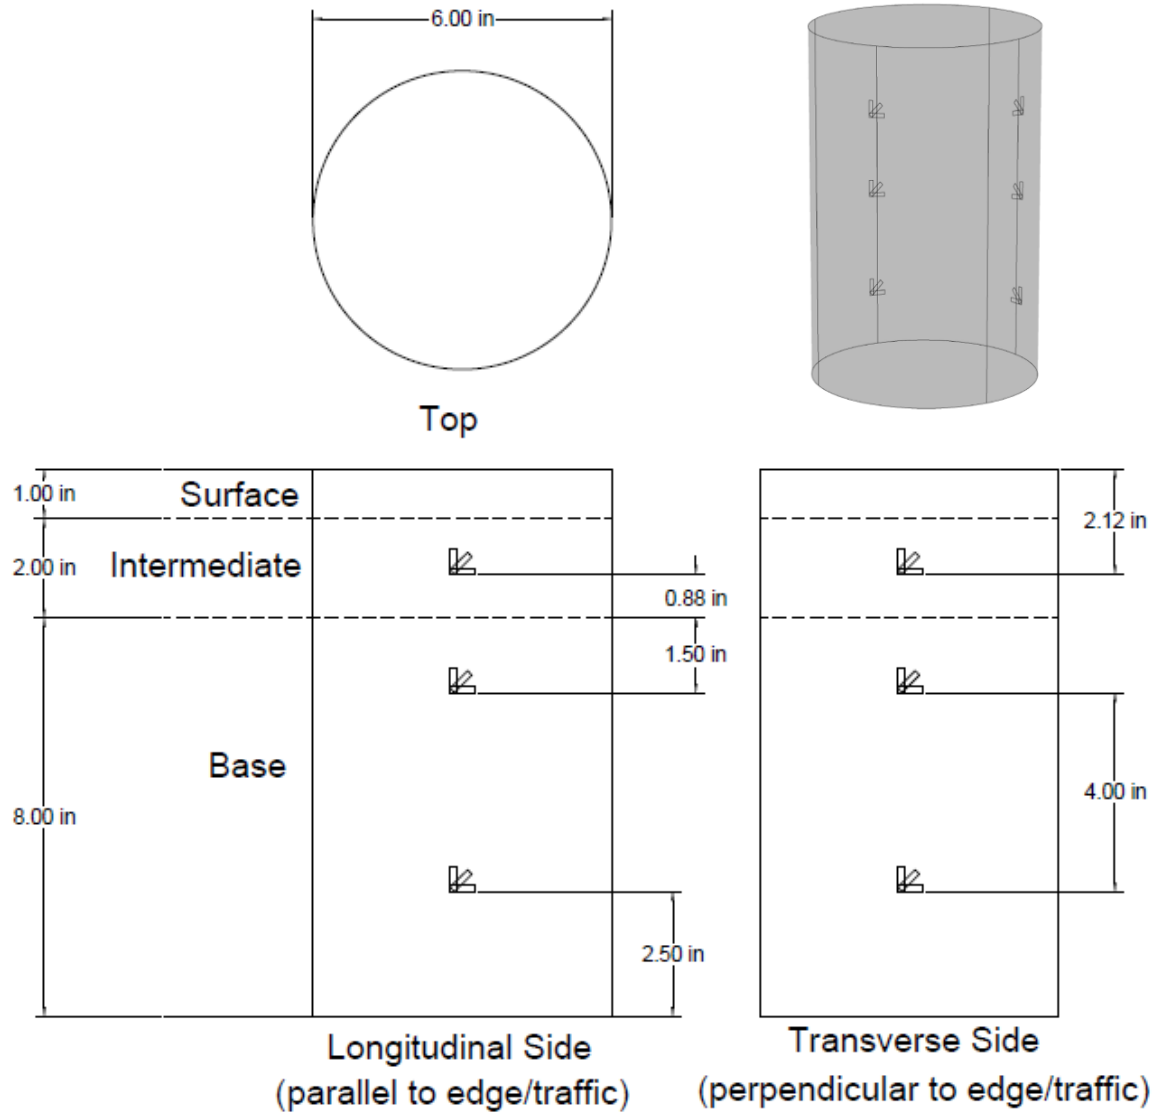 6.00 in
Top
1.00 in
Surface
2.12 in
2.00 in
Intermediate
0.88 in
1.50 in
Base
4.00 in
8.00 in
2.50 in
Longitudinal Side
(parallel to edge/traffic)
Transverse Side
(perpendicular to edge/traffic)